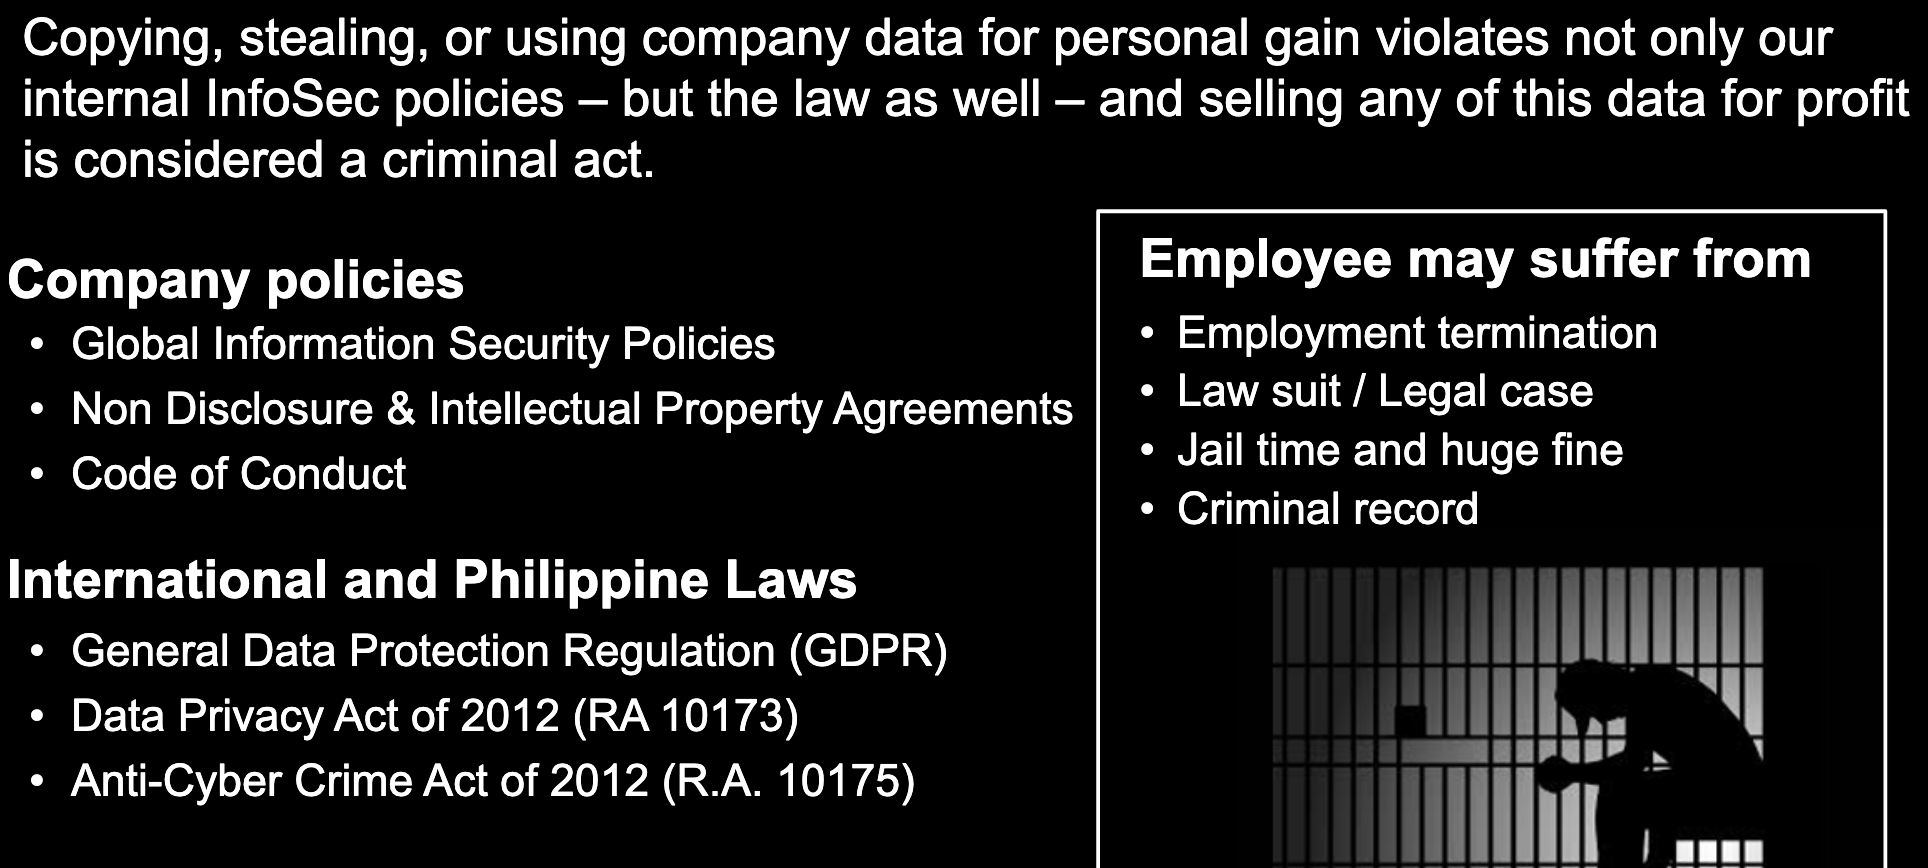 Copying, stealing, or using company data for personal gain violates not only our
internal InfoSec policies – but the law as well – and selling any of this data for profit
is considered a criminal act.
Company policies
• Global Information Security Policies
• Non Disclosure & Intellectual Property Agreements
• Code of Conduct
International and Philippine Laws
• General Data Protection Regulation (GDPR)
• Data Privacy Act of 2012 (RA 10173)
• Anti-Cyber Crime Act of 2012 (R.A. 10175)
Employee may suffer from
• Employment termination
• Law suit / Legal case
• Jail time and huge fine
• Criminal record